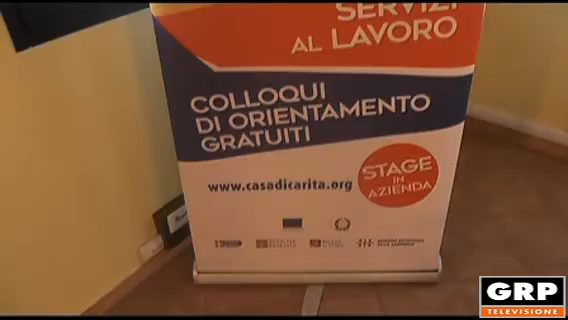 SERVIZI
AL LAVORO
COLLOQUI
DI ORIENTAMENTO
GRATUITI
www.casadicarita.org
STAGE
IN
AZIENDA
GRP
TELEVISIONE